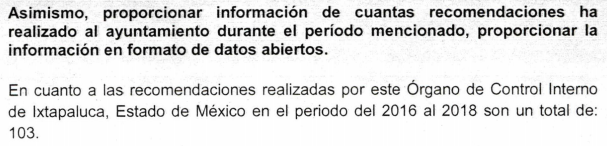 Asimismo, proporcionar información de cuantas recomendaciones ha
realizado al ayuntamiento durante el período mencionado, proporcionar la
información en formato de datos abiertos.
En cuanto a las recomendaciones realizadas por este Órgano de Control Interno
de Ixtapaluca, Estado de México en el periodo del 2016 al 2018 son un total de:
103.